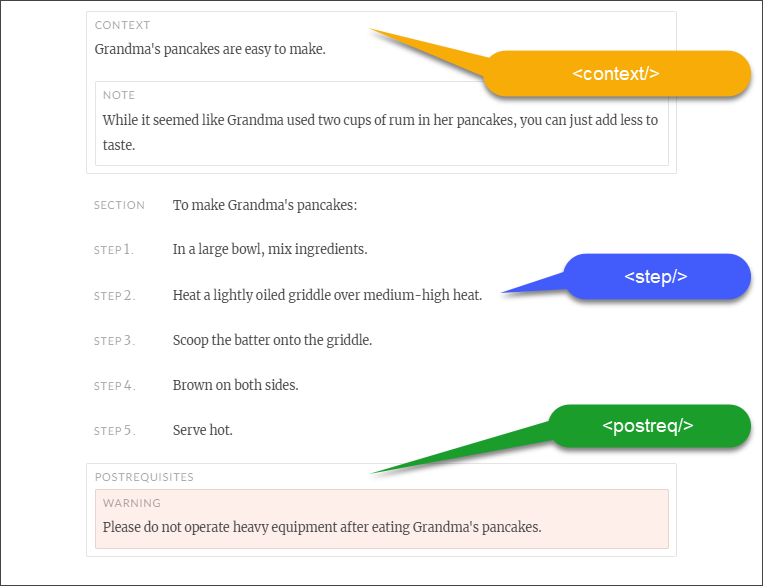 CONTEXT
Grandma's pancakes are easy to make.
<context/>
NOTE
While it seemed like Grandma used two cups of rum in her pancakes, you can just add less to
taste.
SECTION To make Grandma's pancakes:
STEP 1. In a large bowl, mix ingredients.
STEP 2. Heat a lightly oiled griddle over medium-high heat.
<step/>
STEP 3. Scoop the batter onto the griddle.
STEP 4. Brown on both sides.
STEP 5. Serve hot.
<postreq/>
POSTREQUISITES
WARNING
Please do not operate heavy equipment after eating Grandma's pancakes.